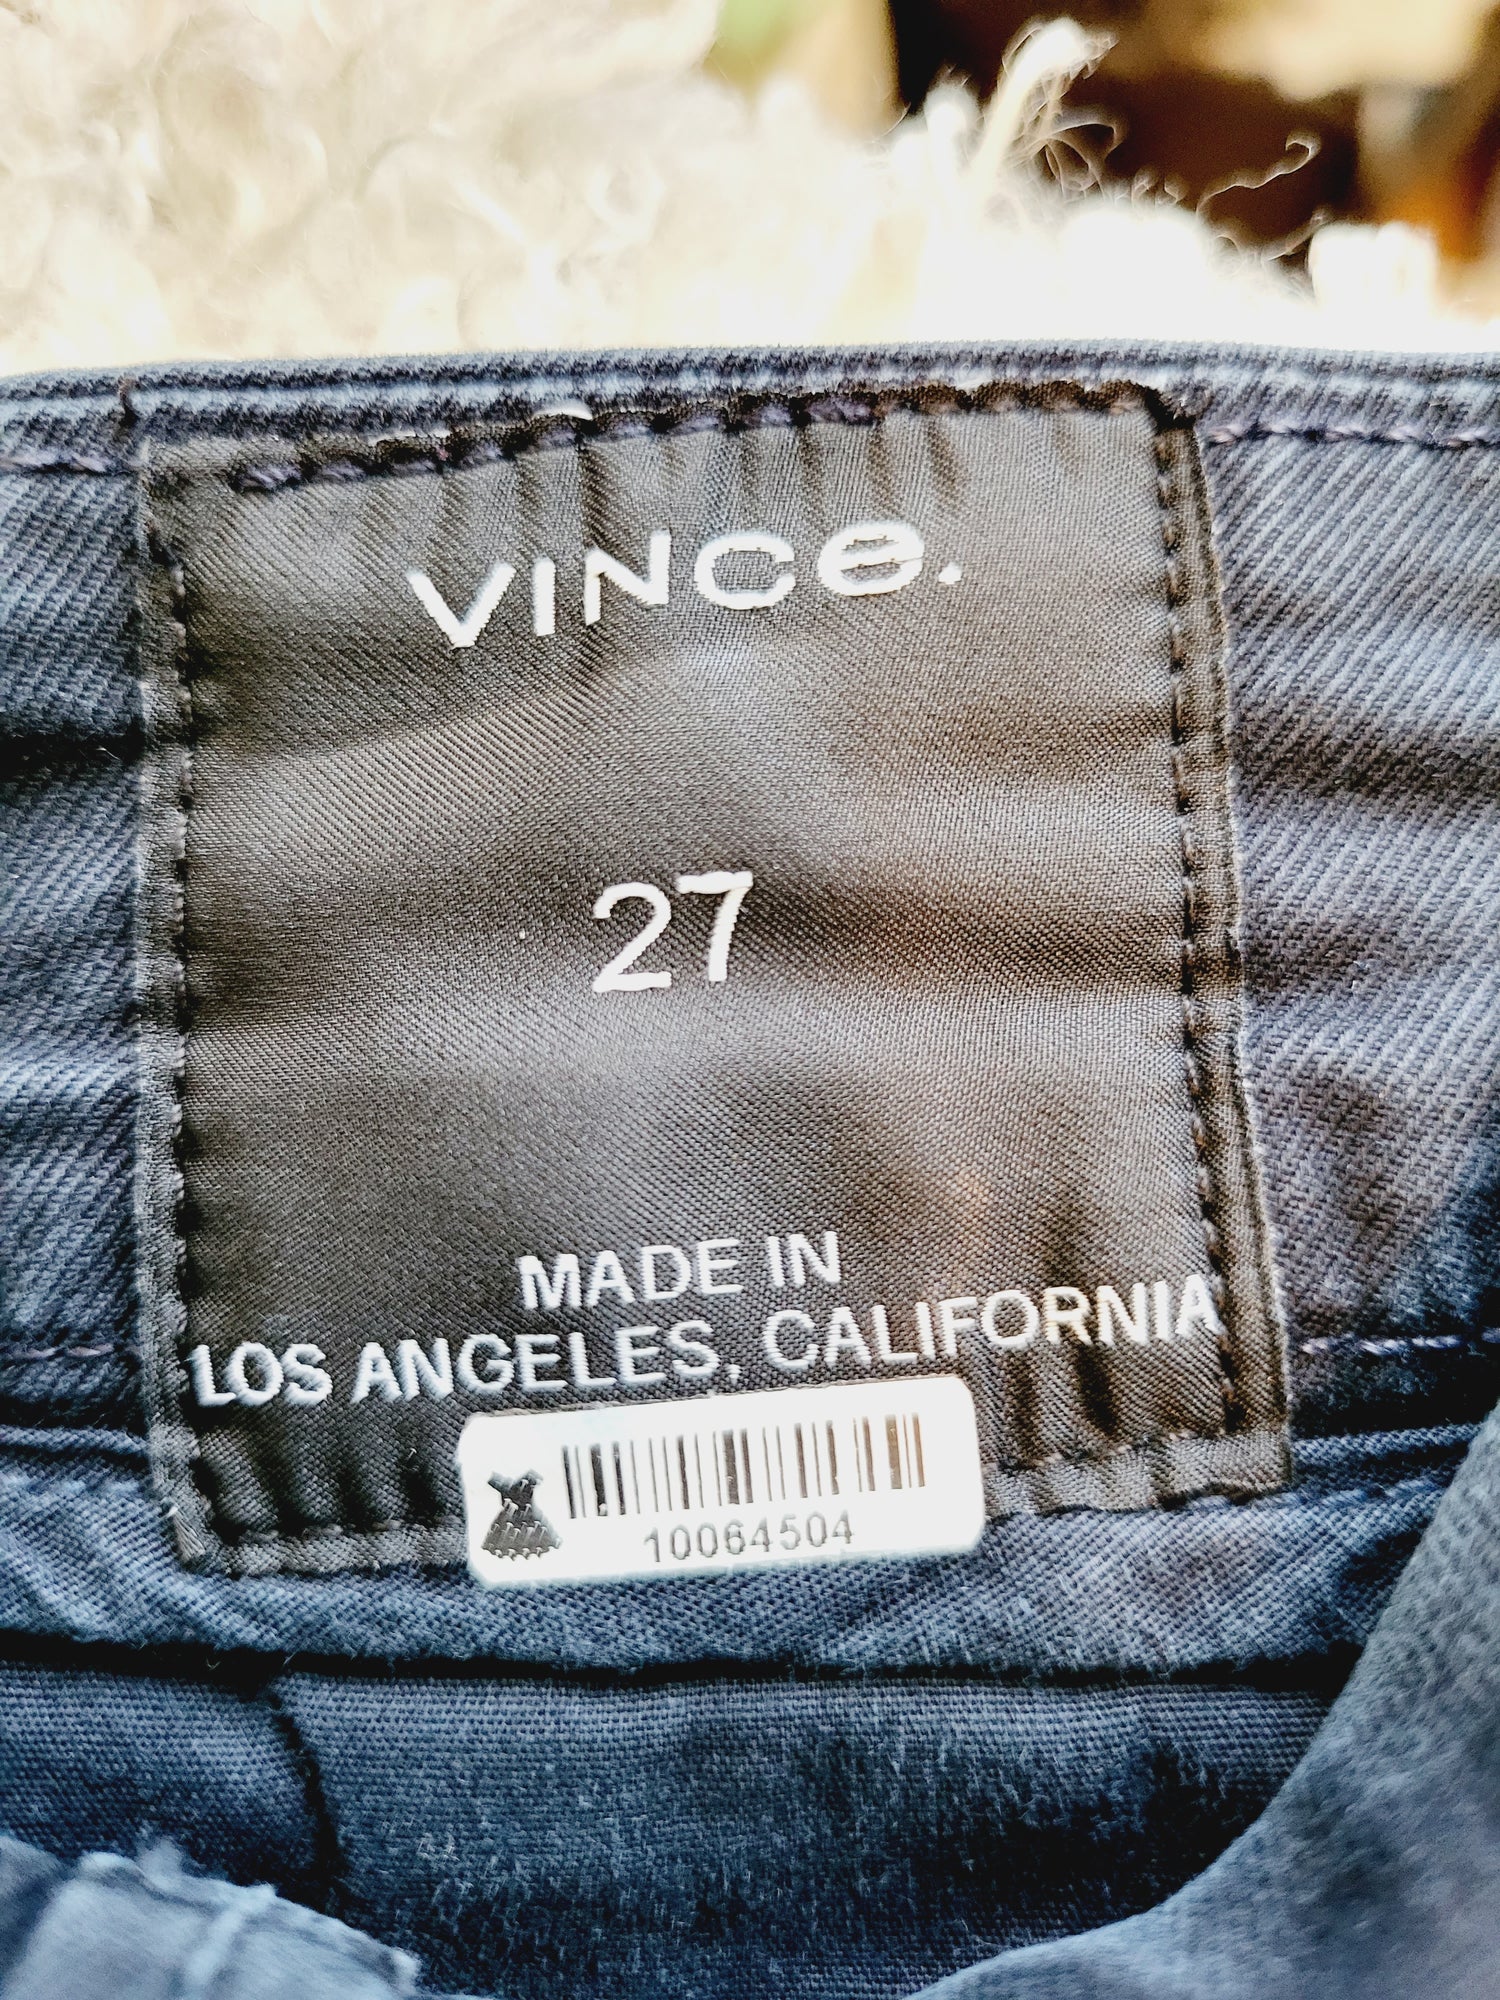 VINCe.
27
MADE IN
LOS ANGELES, CALIFORNIA
10064504